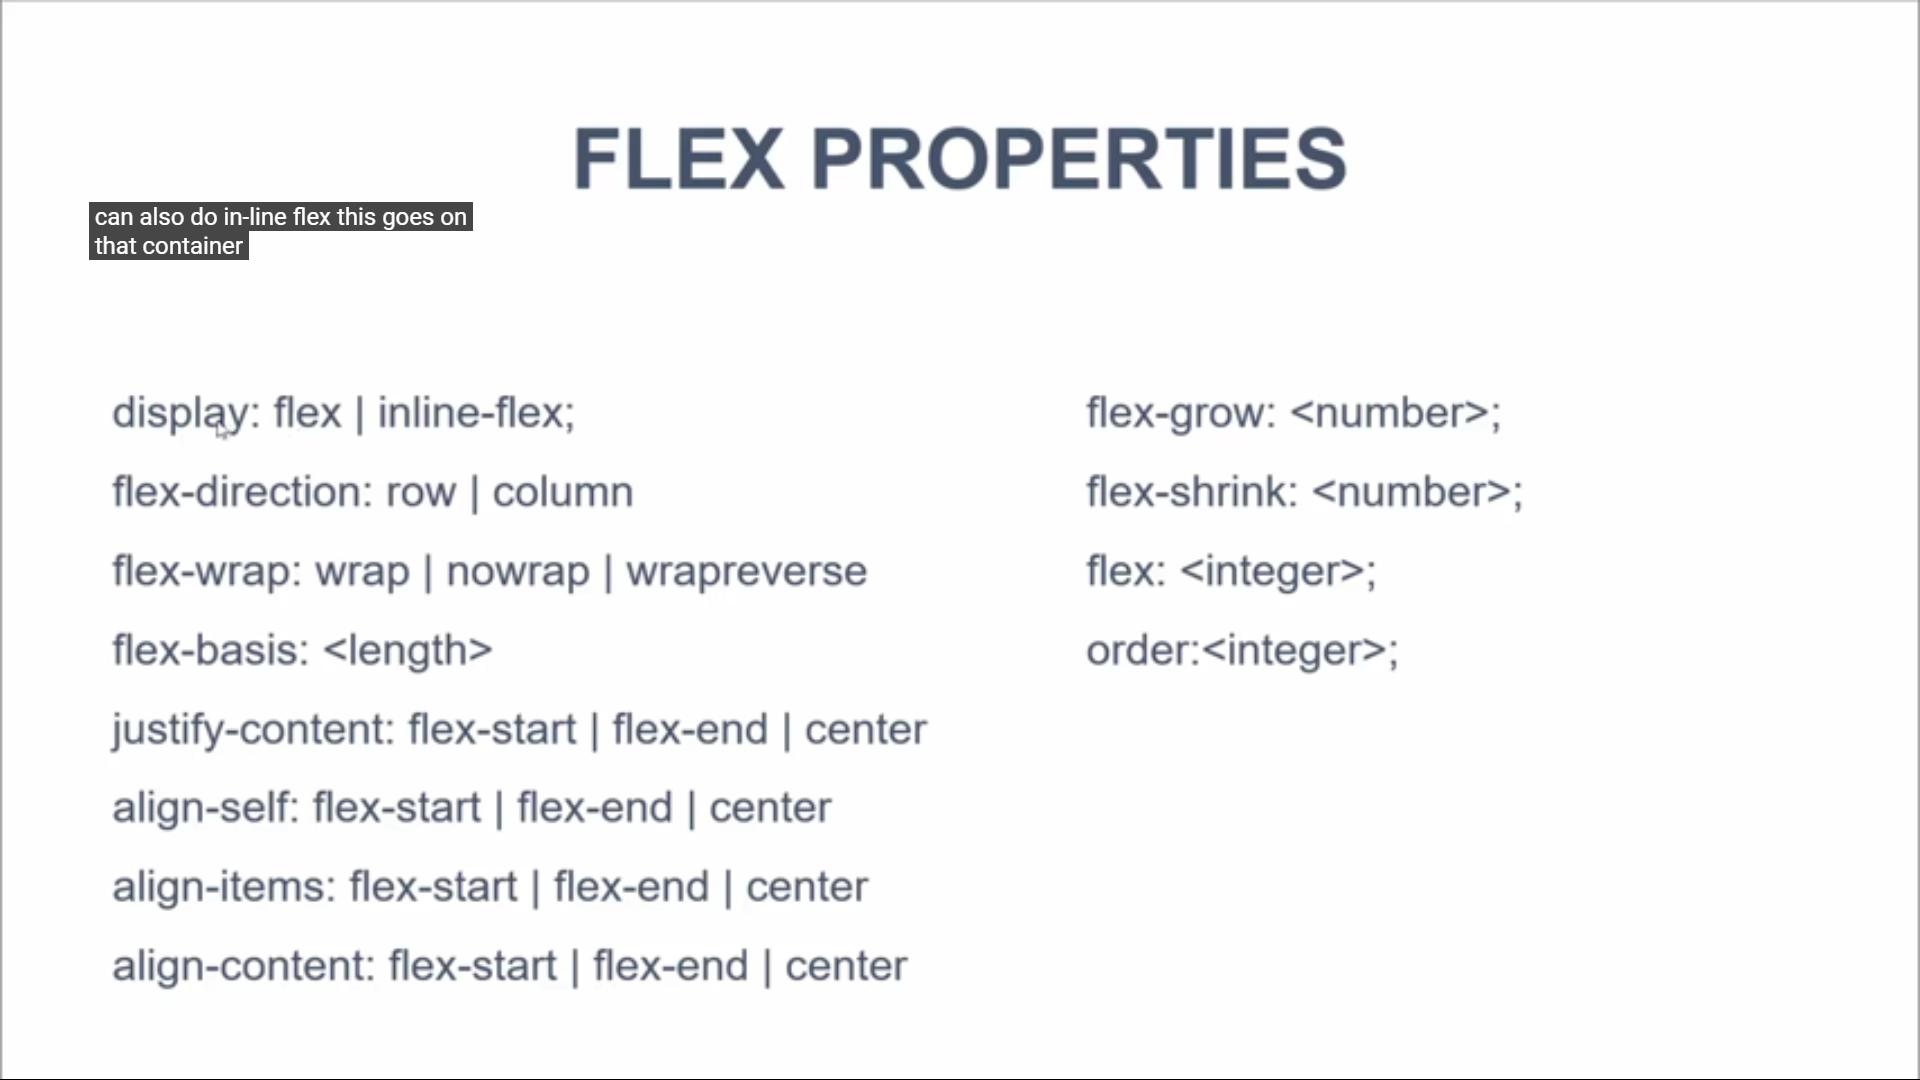 FLEX PROPERTIES
can also do in-line flex this goes on
that container
display: flex | inline-flex;
flex-direction: row | column
flex-wrap: wrap | nowrap | wrapreverse
flex-basis: <length>
justify-content: flex-start | flex-end | center
align-self: flex-start | flex-end | center
align-items: flex-start | flex-end | center
align-content: flex-start | flex-end | center
flex-grow: <number>;
flex-shrink: <number>;
flex: <integer>;
order:<integer>;